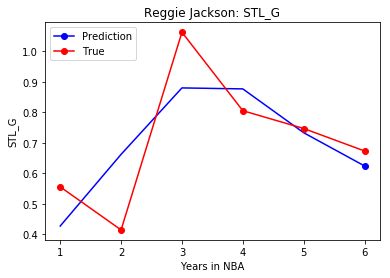 Reggie Jackson: STL_G
Prediction
True
1.0
0.9
0.8
0.7
0.6
0.5
0.4
STL_G
1 2 3 4 5 6
Years in NBA